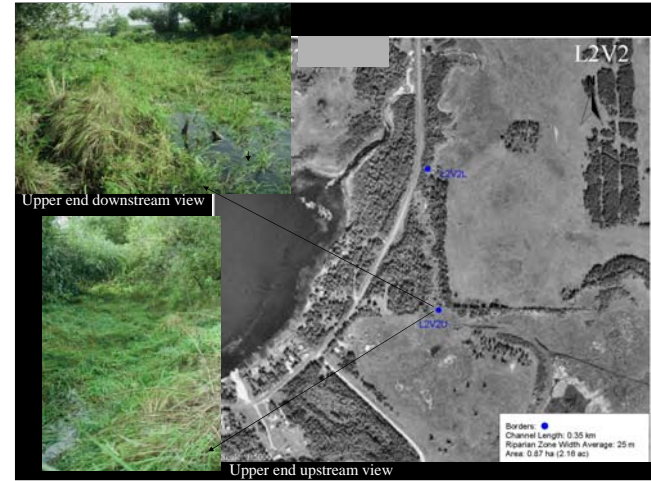 L2V2
L2V2L
Upper end downstream view
L2V2U
Borders:
Channel Length: 0.35 km
Riparian Zone Width Average: 25 m
Area: 0.87 ha (2.16 ac)
Upper end upstream view